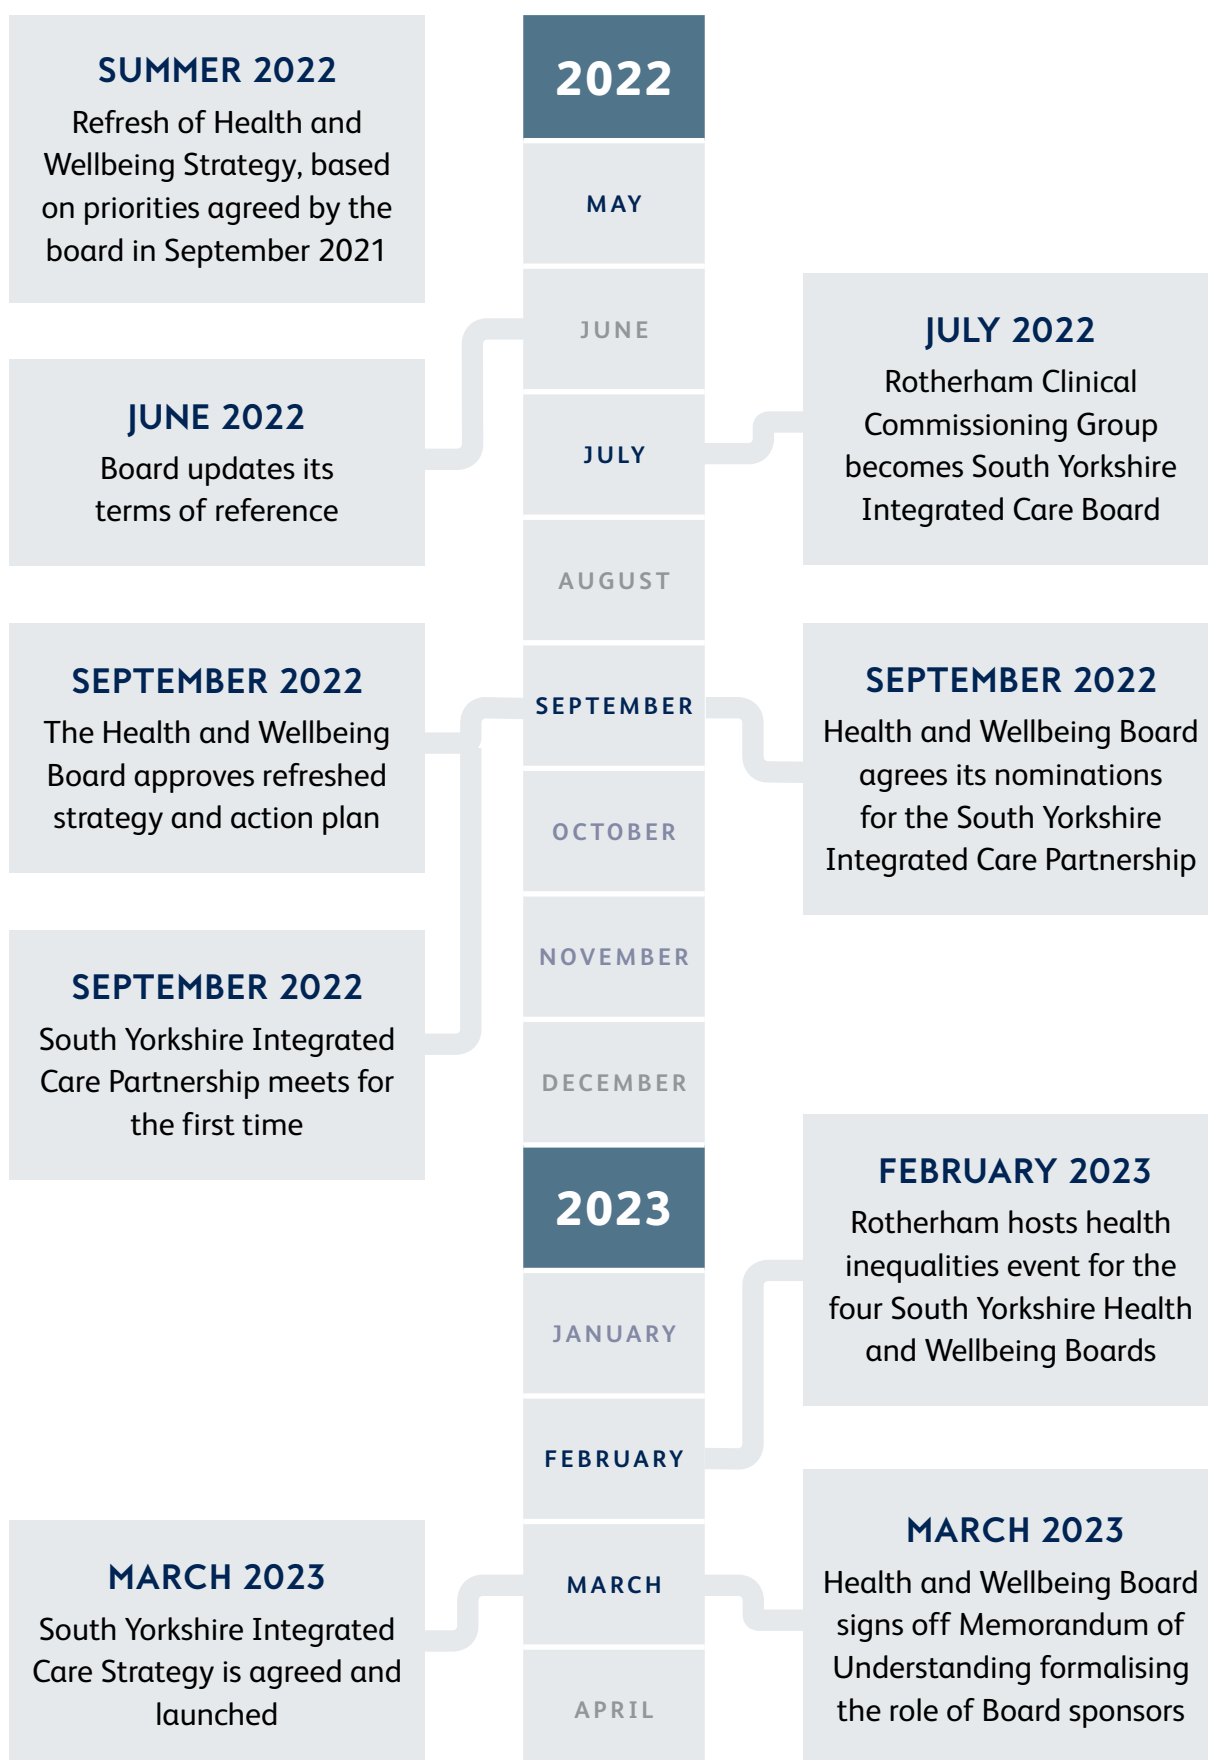 SUMMER 2022
Refresh of Health and
Wellbeing Strategy, based
on priorities agreed by the
board in September 2021
JUNE 2022
Board updates its
terms of reference
SEPTEMBER 2022
The Health and Wellbeing
Board approves refreshed
strategy and action plan
SEPTEMBER 2022
South Yorkshire Integrated
Care Partnership meets for
the first time
MARCH 2023
South Yorkshire Integrated
Care Strategy is agreed and
launched
2022
MAY
JUNE
JULY
AUGUST
SEPTEMBER
OCTOBER
NOVEMBER
DECEMBER
2023
JANUARY
FEBRUARY
MARCH
APRIL
JULY 2022
Rotherham Clinical
Commissioning Group
becomes South Yorkshire
Integrated Care Board
SEPTEMBER 2022
Health and Wellbeing Board
agrees its nominations
for the South Yorkshire
Integrated Care Partnership
FEBRUARY 2023
Rotherham hosts health
inequalities event for the
four South Yorkshire Health
and Wellbeing Boards
MARCH 2023
Health and Wellbeing Board
signs off Memorandum of
Understanding formalising
the role of Board sponsors